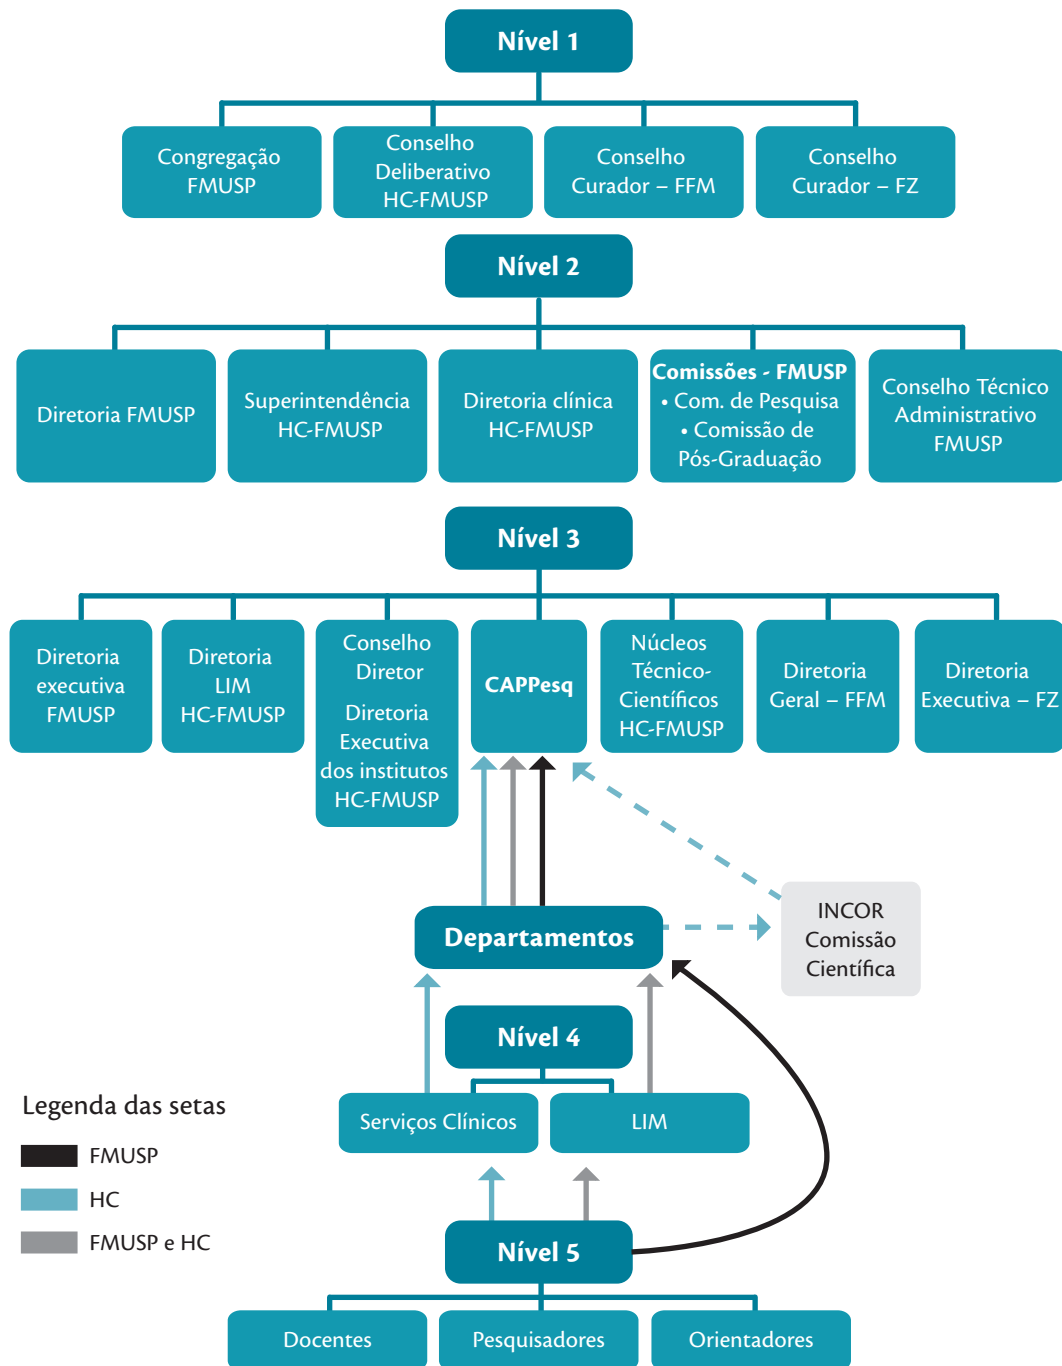 Nível 1
Congregação
FMUSP
Conselho
Deliberativo
HC-FMUSP
Conselho
Curador – FFM
Conselho
Curador – FZ
Nível 2
Diretoria FMUSP
Superintendência
HC-FMUSP
Diretoria clínica
HC-FMUSP
Comissões - FMUSP
• Com. de Pesquisa
• Comissão de
Pós-Graduação
Conselho Técnico
Administrativo
FMUSP
Nível 3
Diretoria
executiva
FMUSP
Diretoria
LIM
HC-FMUSP
Conselho
Diretor
Diretoria
Executiva
dos institutos
HC-FMUSP
CAPPesq
Núcleos
Técnico-
Científicos
HC-FMUSP
Diretoria
Geral – FFM
Diretoria
Executiva – FZ
Departamentos
INCOR
Comissão
Científica
Nível 4
Serviços Clínicos
LIM
Legenda das setas
FMUSP
HC
FMUSP e HC
Nível 5
Docentes
Pesquisadores
Orientadores